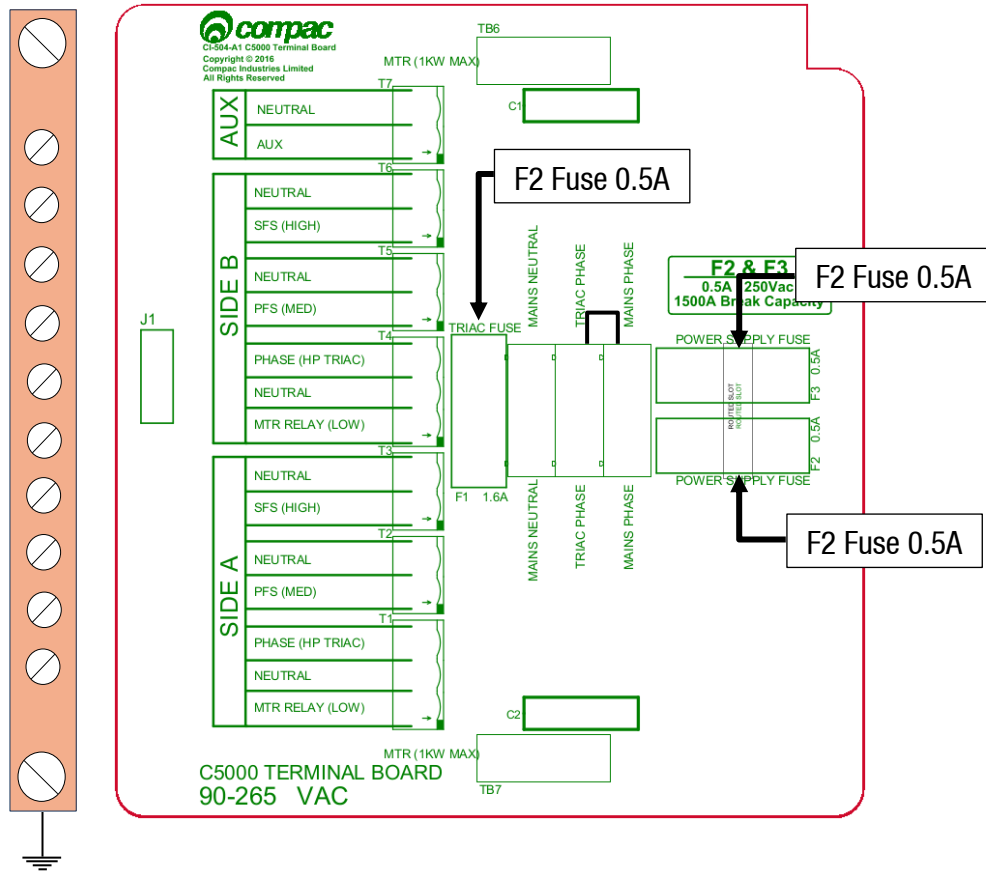 compac
CI-504-A1 C5000 Terminal Board
Copyright © 2016
Compac Industries Limited
All Rights Reserved
TB6
MTR (1KW MAX)
C1
T7
AUX
NEUTRAL
AUX
T6
SIDE B
NEUTRAL
SFS (HIGH)
T5
NEUTRAL
PFS (MED)
T4
PHASE (HP TRIAC)
NEUTRAL
MTR RELAY (LOW)
J1
T3
SIDE A
NEUTRAL
SFS (HIGH)
T2
NEUTRAL
PFS (MED)
T1
PHASE (HP TRIAC)
NEUTRAL
MTR RELAY (LOW)
F2 Fuse 0.5A
TRIAC FUSE
F1 1.6A
MAINS NEUTRAL
TRIAC PHASE
MAINS PHASE
MAINS NEUTRAL
TRIAC PHASE
MAINS PHASE
F2 & F3
0.5A 250Vac
1500A Break Capacity
F2 Fuse 0.5A
POWER SUPPLY FUSE
F3 0.5A
ROUTED SLOT
ROUTED SLOT
F2 0.5A
POWER SUPPLY FUSE
F2 Fuse 0.5A
C2
MTR (1KW MAX)
TB7
C5000 TERMINAL BOARD
90-265 VAC